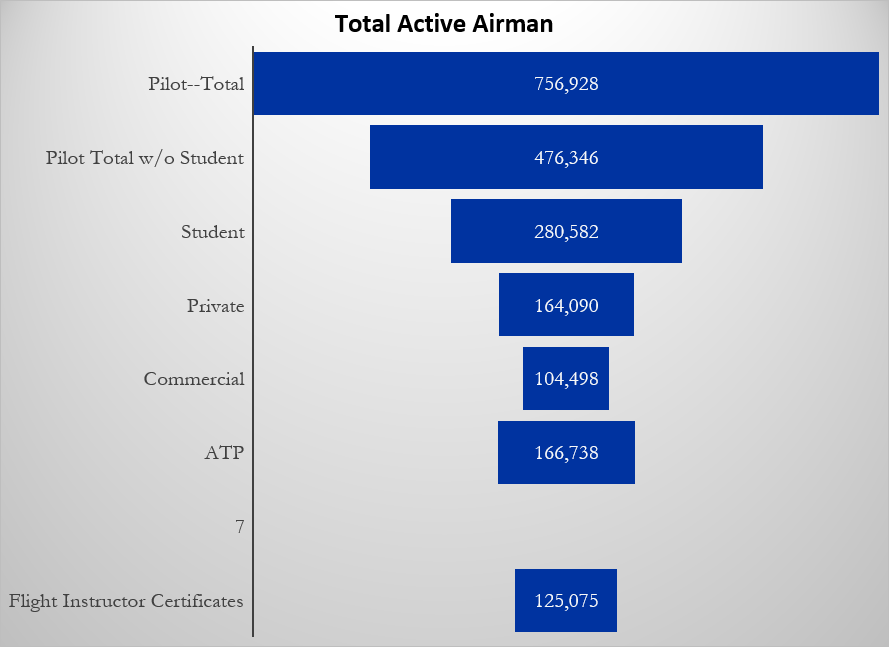 Total Active Airman
Pilot--Total 756,928
Pilot Total w/o Student 476,346
Student 280,582
Private 164,090
Commercial 104,498
ATP 166,738
7
Flight Instructor Certificates 125,075